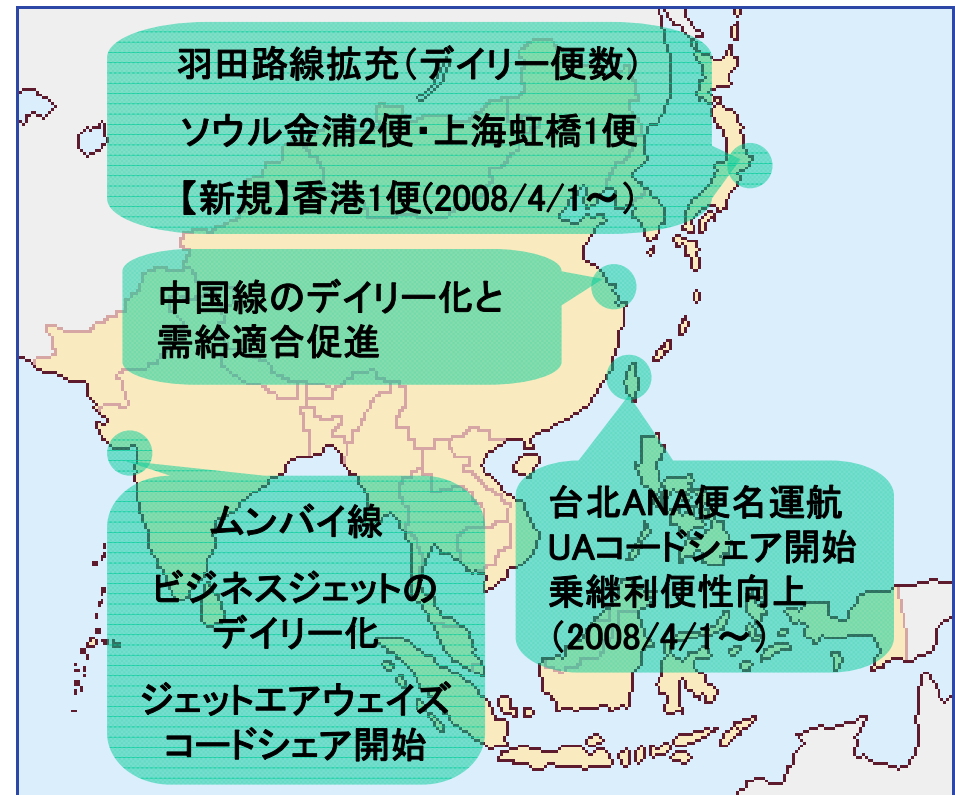 羽田路線拡充(デイリー便数)
ソウル金浦2便・上海虹橋1便
【新規】香港1便(2008/4/1～)
中国線のデイリー化と
需給適合促進
ムンバイ線
ビジネスジェットの
デイリー化
ジェットエアウェイズ
コードシェア開始
台北ANA便名運航
UAコードシェア開始
乗継利便性向上
(2008/4/1～)